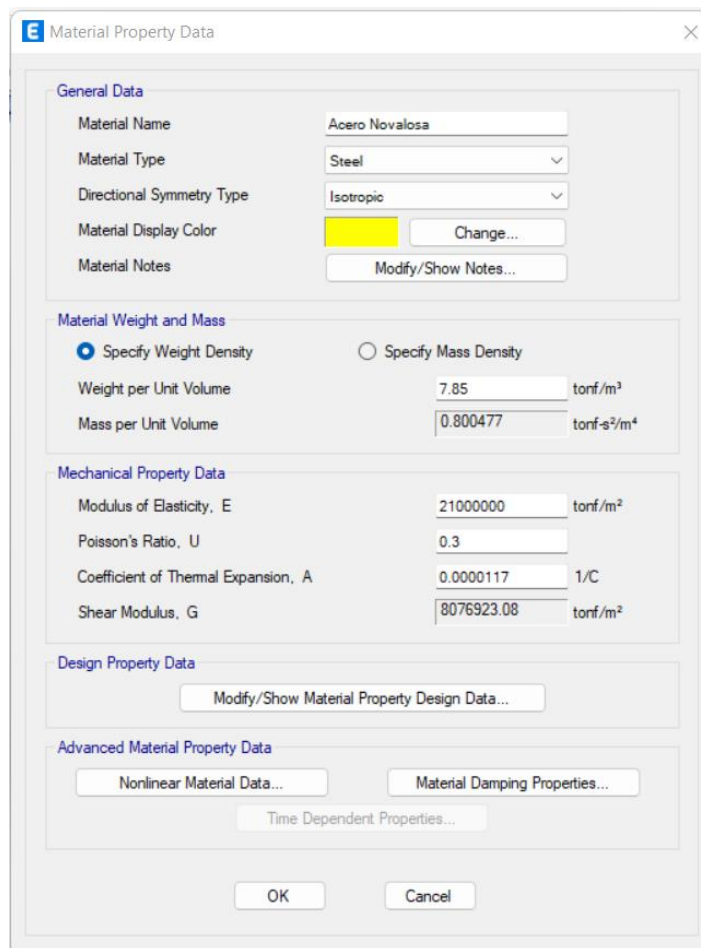 E Material Property Data
General Data
Material Name Acero Novalosa
Material Type Steel
Directional Symmetry Type Isotropic
Material Display Color Change...
Material Notes Modify/Show Notes...
Material Weight and Mass
Specify Weight Density Specify Mass Density
Weight per Unit Volume 7.85 tonf/m³
Mass per Unit Volume 0.800477 tonf-s²/m⁴
Mechanical Property Data
Modulus of Elasticity, E 21000000 tonf/m²
Poisson's Ratio, U 0.3
Coefficient of Thermal Expansion, A 0.0000117 1/C
Shear Modulus, G 8076923.08 tonf/m²
Design Property Data
Modify/Show Material Property Design Data...
Advanced Material Property Data
Nonlinear Material Data... Material Damping Properties...
Time Dependent Properties...
OK Cancel